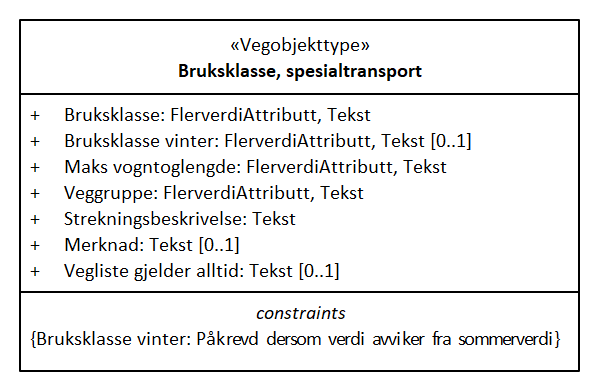 «Vegobjekttype»
Bruksklasse, spesialtransport
+ Bruksklasse: FlerverdiAttributt, Tekst
+ Bruksklasse vinter: FlerverdiAttributt, Tekst [0..1]
+ Maks vogntoglengde: FlerverdiAttributt, Tekst
+ Veggruppe: FlerverdiAttributt, Tekst
+ Strekningsbeskrivelse: Tekst
+ Merknad: Tekst [0..1]
+ Vegliste gjelder alltid: Tekst [0..1]
constraints
{Bruksklasse vinter: Påkrevd dersom verdi avviker fra sommerverdi}